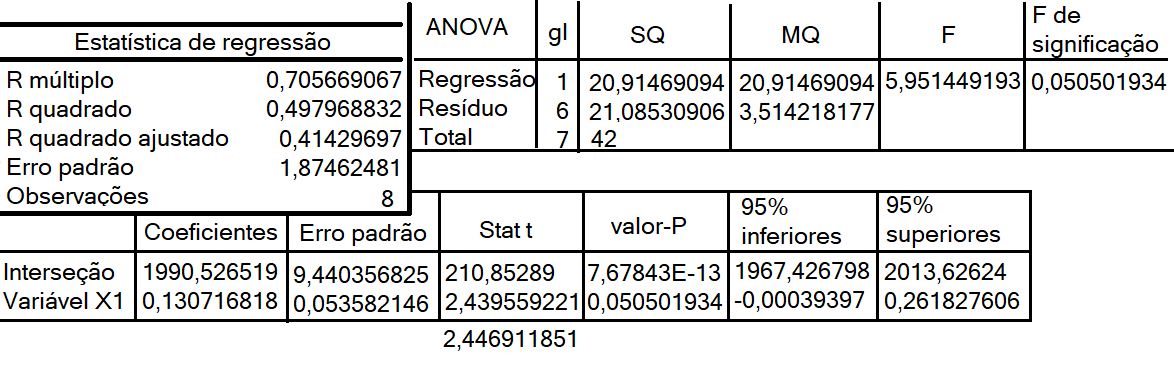 Estatística de regressão
R múltiplo 0,705669067
R quadrado 0,497968832
R quadrado ajustado 0,41429697
Erro padrão 1,87462481
Observações 8
ANOVA gl SQ MQ F F de significação
Regressão 1 20,91469094 20,91469094 5,951449193 0,050501934
Resíduo 6 21,08530906 3,514218177
Total 7 42
Coeficientes Erro padrão Stat t valor-P 95% inferiores 95% superiores
Interseção 1990,526519 9,440356825 210,85289 7,67843E-13 1967,426798 2013,62624
Variável X1 0,130716818 0,053582146 2,439559221 0,050501934 -0,00039397 0,261827606
2,446911851